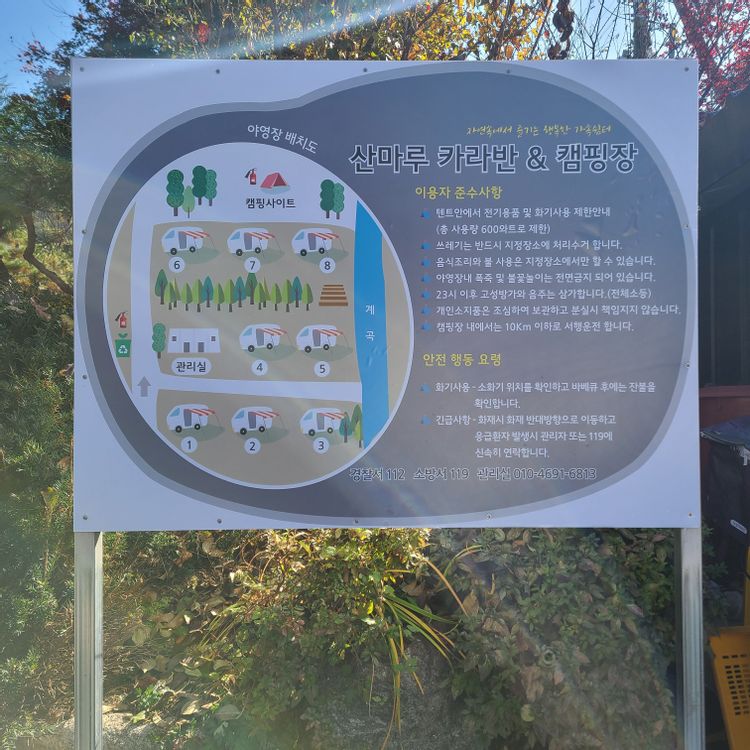 야영장 배치도
캠핑사이트
6 7 8
계곡
관리실
4 5
1 2 3
자연속에서 즐기는 행복한 가족쉼터
산마루 카라반 & 캠핑장
이용자 준수사항
텐트안에서 전기용품 및 화기사용 제한안내
(총 사용량 600와트로 제한)
쓰레기는 반드시 지정장소에 처리수거 합니다.
음식조리와 불 사용은 지정장소에서만 할 수 있습니다.
야영장내 폭죽 및 불꽃놀이는 전면금지 되어 있습니다.
23시 이후 고성방가와 음주는 삼가합니다.(전체소등)
개인소지품은 조심하여 보관하고 분실시 책임지지 않습니다.
캠핑장 내에서는 10Km 이하로 서행운전 합니다.
안전 행동 요령
화기사용 - 소화기 위치를 확인하고 바베큐 후에는 잔불을
확인합니다.
긴급사항 - 화재시 화재 반대방향으로 이동하고
응급환자 발생시 관리자 또는 119에
신속히 연락합니다.
경찰서 112 소방서 119 관리실 010-4691-6813